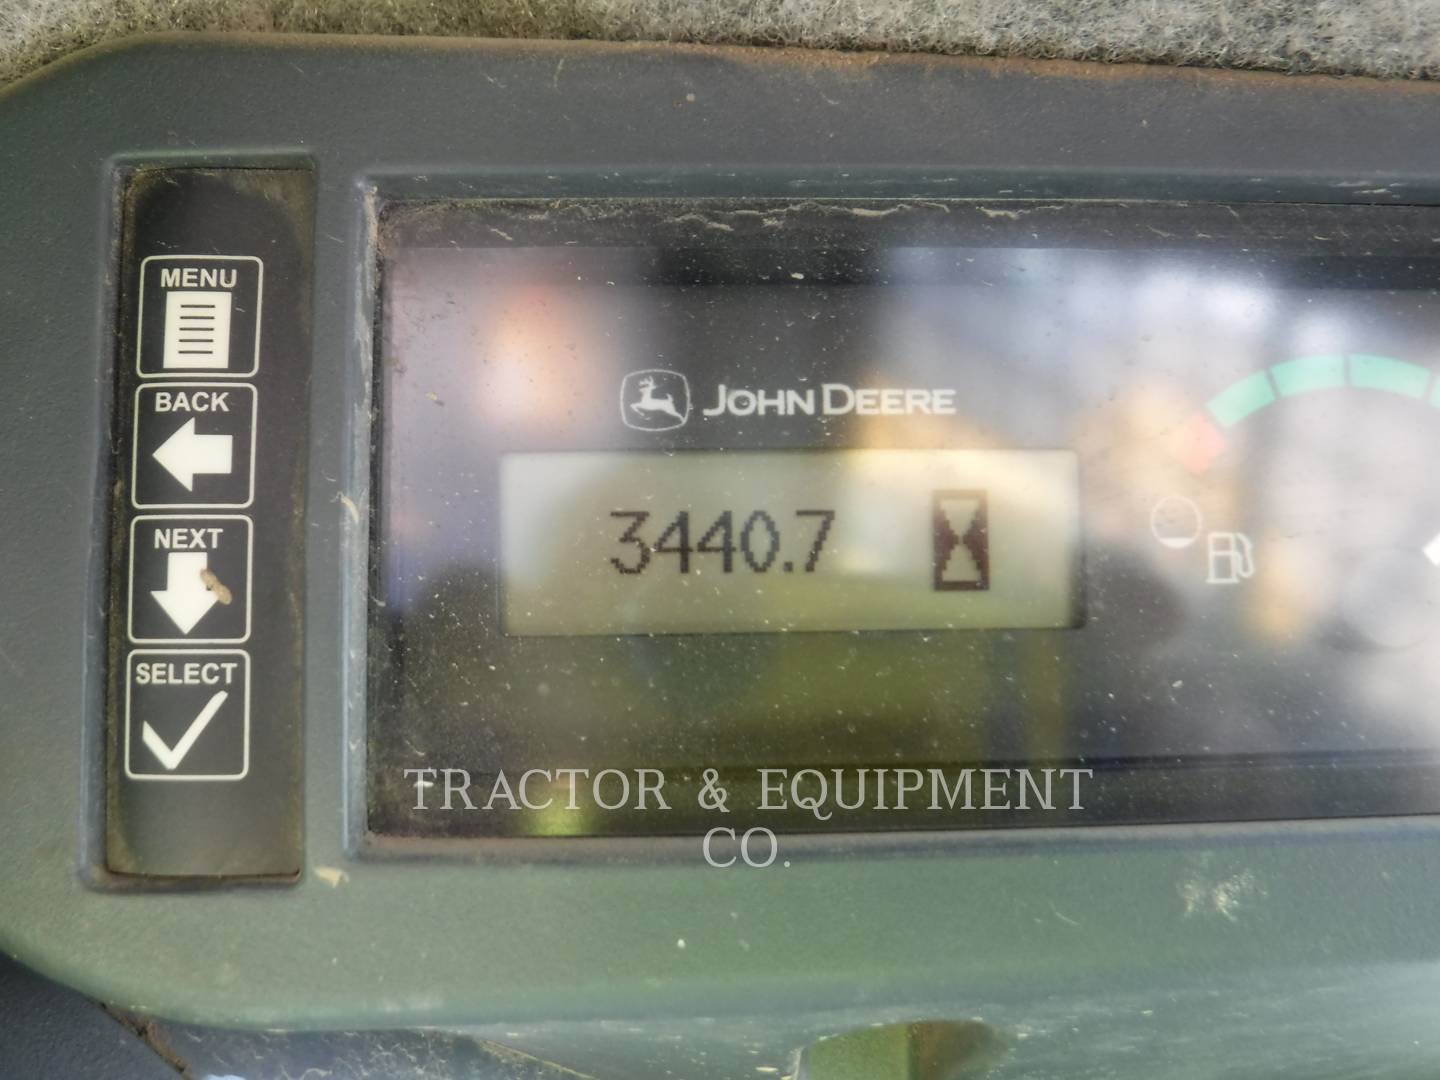 MENU
BACK
NEXT
SELECT
JOHN DEERE
3440.7
TRACTOR & EQUIPMENT
CO.